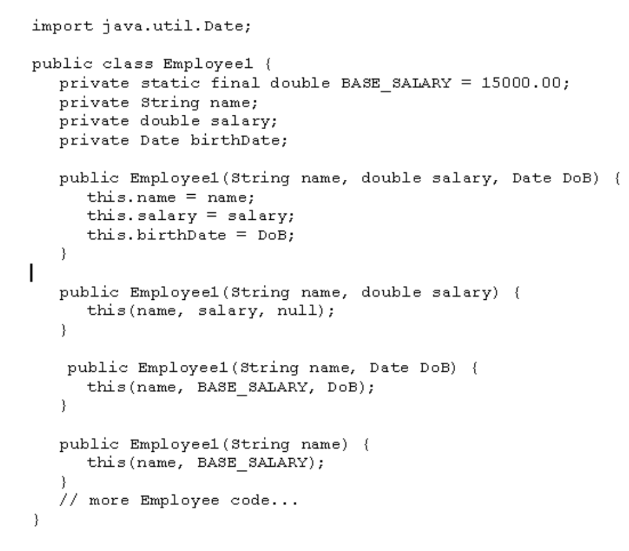 import java.util.Date;
public class Employee1 {
private static final double BASE_SALARY = 15000.00;
private String name;
private double salary;
private Date birthDate;
public Employee1(String name, double salary, Date DoB) {
this.name = name;
this.salary = salary;
this.birthDate = DoB;
}
public Employee1(String name, double salary) {
this(name, salary, null);
}
public Employee1(String name, Date DoB) {
this(name, BASE_SALARY, DoB);
}
public Employee1(String name) {
this(name, BASE_SALARY);
}
// more Employee code...
}